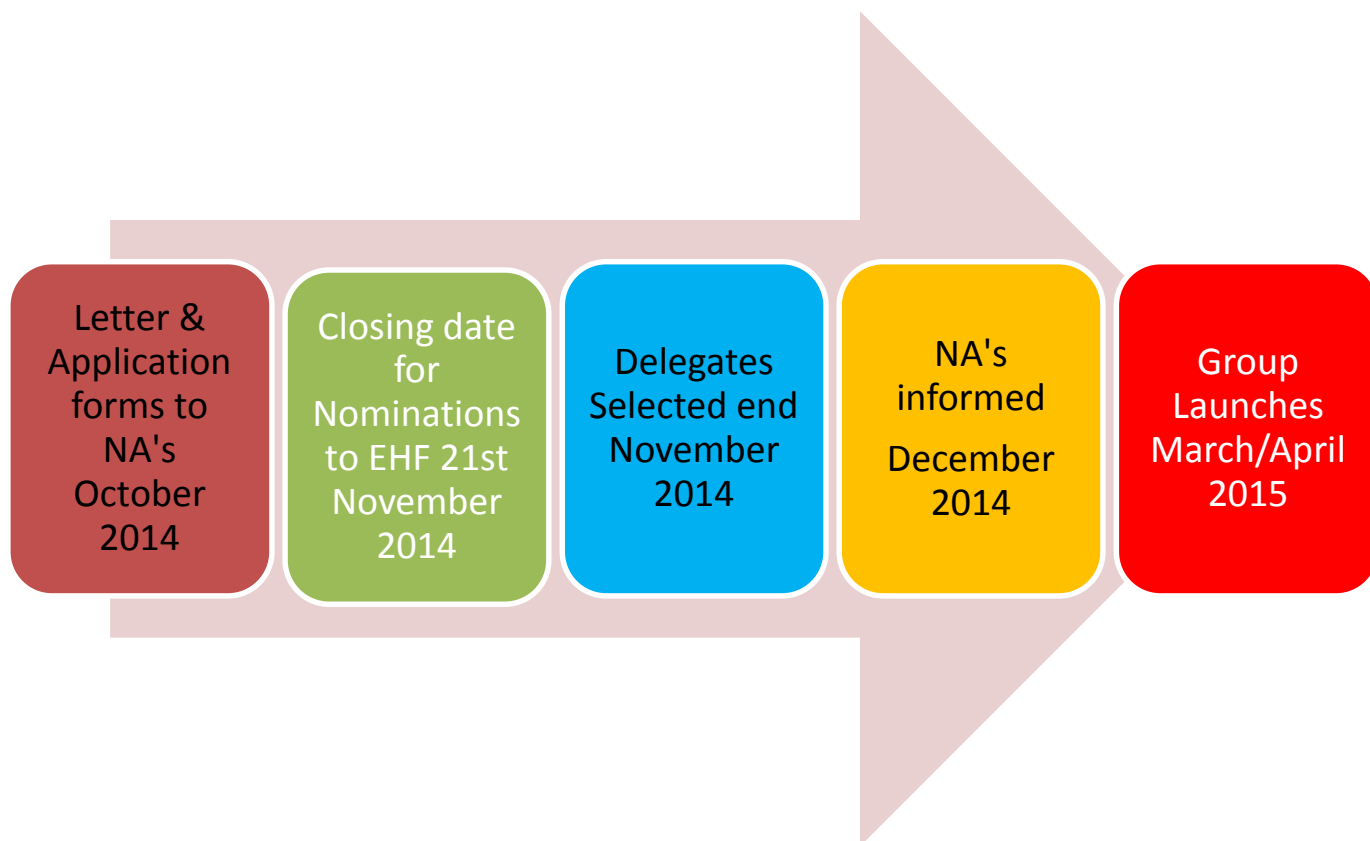 Letter &
Application
forms to
NA's
October
2014
Closing date
for
Nominations
to EHF 21st
November
2014
Delegates
Selected end
November
2014
NA's
informed
December
2014
Group
Launches
March/April
2015